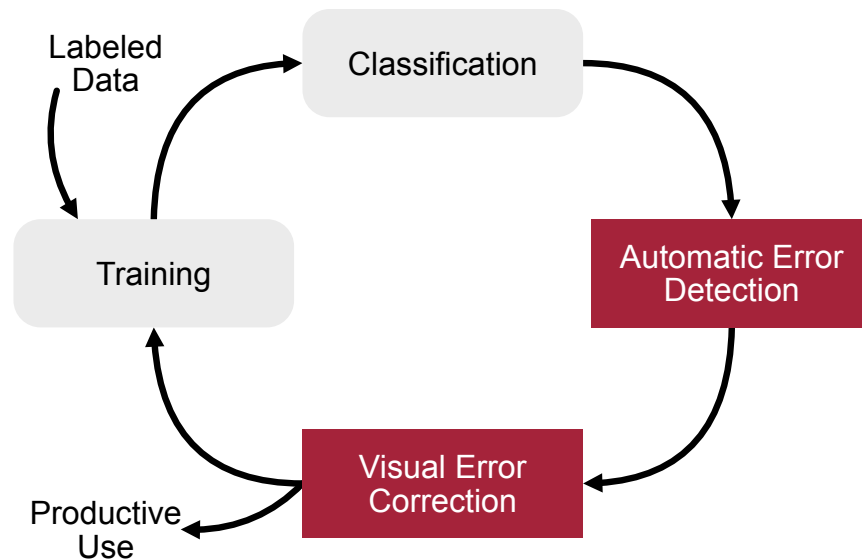 Labeled
Data
Classification
Training
Automatic Error
Detection
Visual Error
Correction
Productive
Use